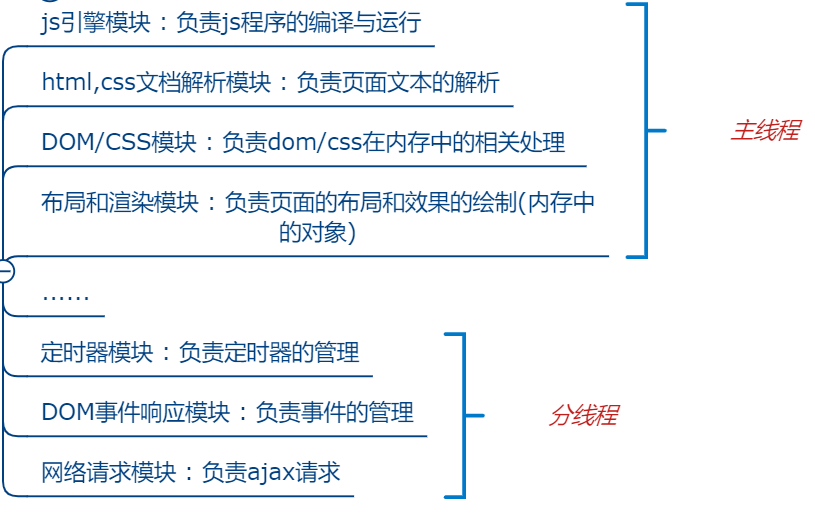 js引擎模块：负责js程序的编译与运行
html,css文档解析模块：负责页面文本的解析
DOM/CSS模块：负责dom/css在内存中的相关处理
主线程
布局和渲染模块：负责页面的布局和效果的绘制(内存中
的对象)
……
定时器模块：负责定时器的管理
DOM事件响应模块：负责事件的管理
分线程
网络请求模块：负责ajax请求